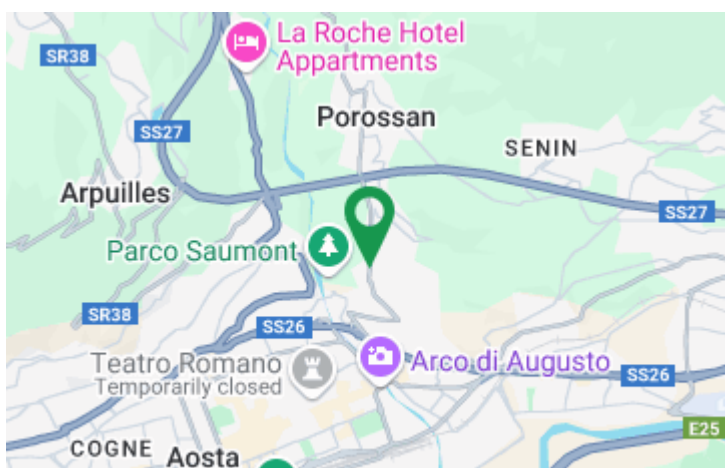 La Roche Hotel
Appartments
SR38
Porossan
SS27
SENIN
Arpuilles
SS27
Parco Saumont
SR38
SS26
Teatro Romano
Temporarily closed
Arco di Augusto
SS26
E25
COGNE
Aosta